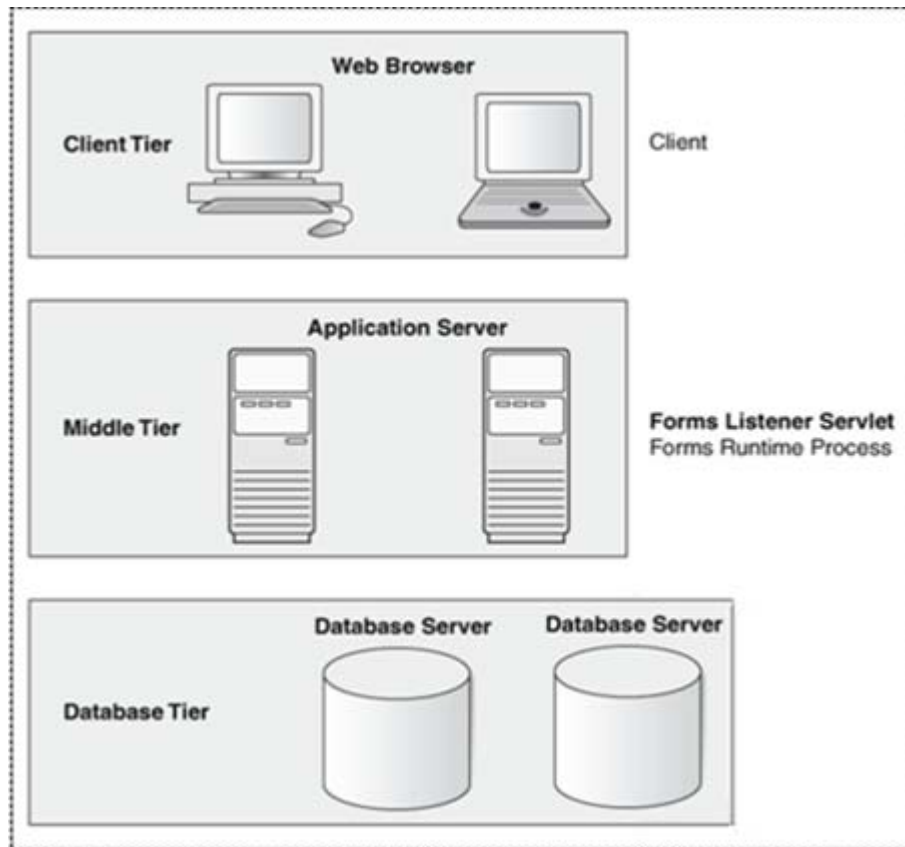 Web Browser
Client Tier
Client
Application Server
Middle Tier
Forms Listener Servlet
Forms Runtime Process
Database Server
Database Server
Database Tier